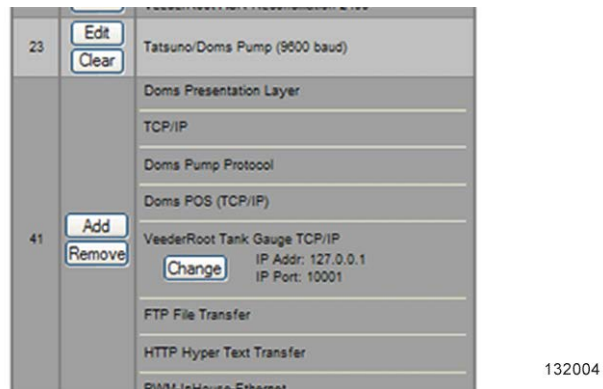 23
Edit
Clear
Tatsuno/Doms Pump (9600 baud)
41
Add
Remove
Doms Presentation Layer
TCP/IP
Doms Pump Protocol
Doms POS (TCP/IP)
VeederRoot Tank Gauge TCP/IP
Change
IP Addr: 127.0.0.1
IP Port: 10001
FTP File Transfer
HTTP Hyper Text Transfer
132004